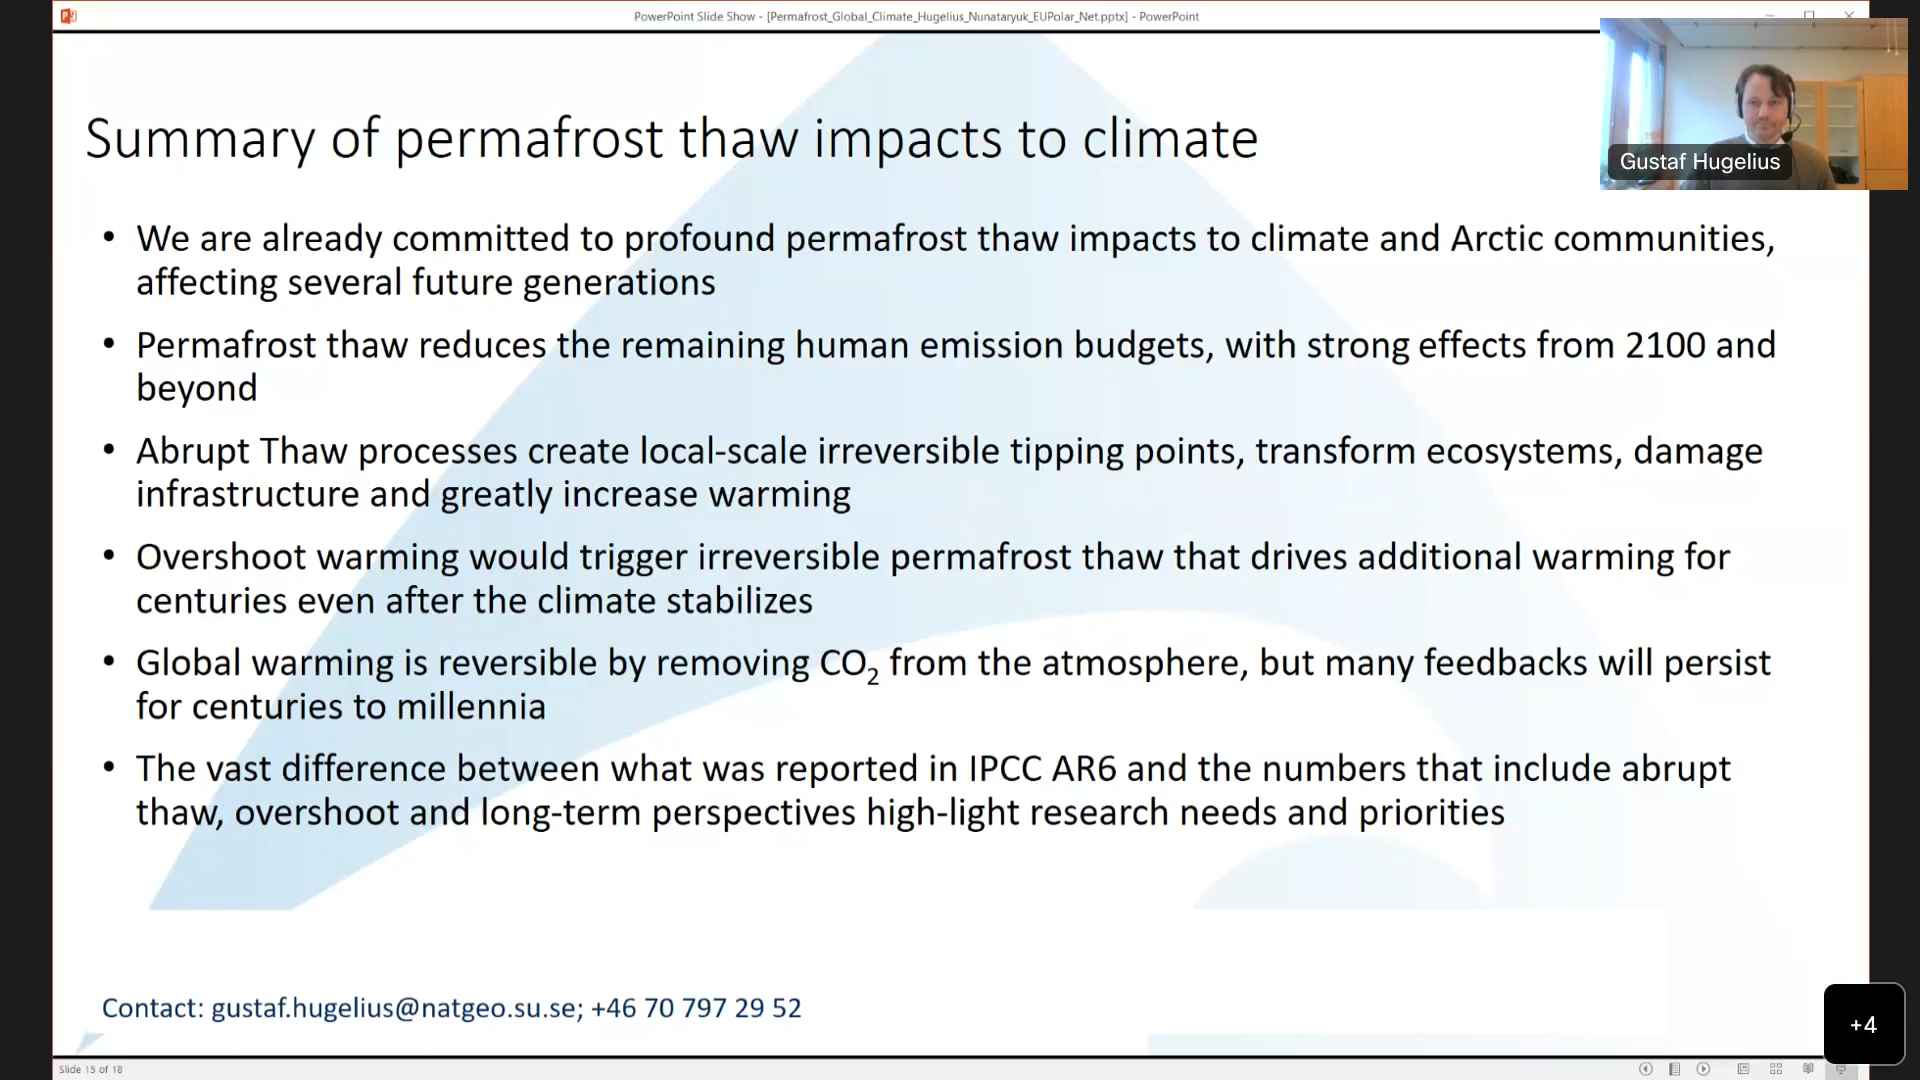 PowerPoint Slide Show - [Permafrost_Global_Climate_Hugelius_Nunataryuk_EUPolar_Net.pptx] - PowerPoint
Gustaf Hugelius
Summary of permafrost thaw impacts to climate
• We are already committed to profound permafrost thaw impacts to climate and Arctic communities,
affecting several future generations
• Permafrost thaw reduces the remaining human emission budgets, with strong effects from 2100 and
beyond
• Abrupt Thaw processes create local-scale irreversible tipping points, transform ecosystems, damage
infrastructure and greatly increase warming
• Overshoot warming would trigger irreversible permafrost thaw that drives additional warming for
centuries even after the climate stabilizes
• Global warming is reversible by removing CO₂ from the atmosphere, but many feedbacks will persist
for centuries to millennia
• The vast difference between what was reported in IPCC AR6 and the numbers that include abrupt
thaw, overshoot and long-term perspectives high-light research needs and priorities
Contact: gustaf.hugelius@natgeo.su.se; +46 70 797 29 52
+4
Slide 15 of 18